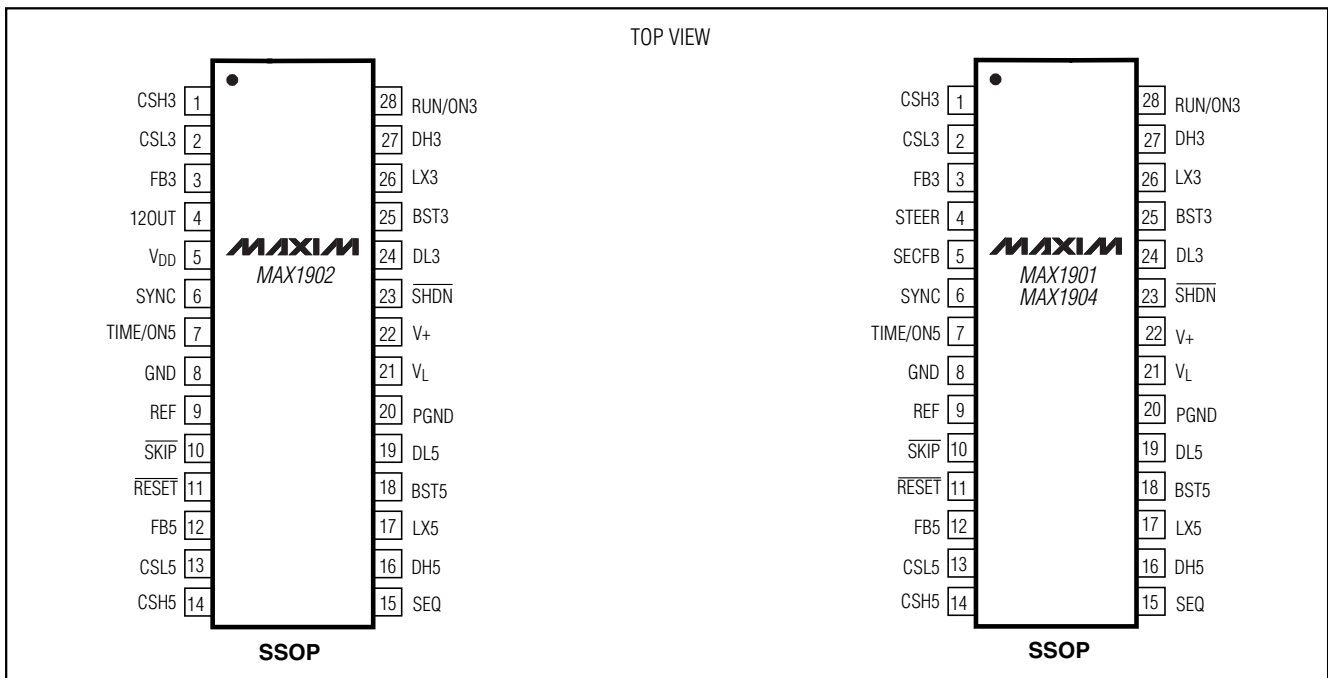 TOP VIEW
CSH3 1 28 RUN/ON3
CSL3 2 27 DH3
FB3 3 26 LX3
12OUT 4 25 BST3
VDD 5 24 DL3
SYNC 6 23 SHDN
TIME/ON5 7 22 V+
GND 8 21 VL
REF 9 20 PGND
SKIP 10 19 DL5
RESET 11 18 BST5
FB5 12 17 LX5
CSL5 13 16 DH5
CSH5 14 15 SEQ
MAXIM
MAX1902
SSOP
CSH3 1 28 RUN/ON3
CSL3 2 27 DH3
FB3 3 26 LX3
STEER 4 25 BST3
SECFB 5 24 DL3
SYNC 6 23 SHDN
TIME/ON5 7 22 V+
GND 8 21 VL
REF 9 20 PGND
SKIP 10 19 DL5
RESET 11 18 BST5
FB5 12 17 LX5
CSL5 13 16 DH5
CSH5 14 15 SEQ
MAXIM
MAX1901
MAX1904
SSOP